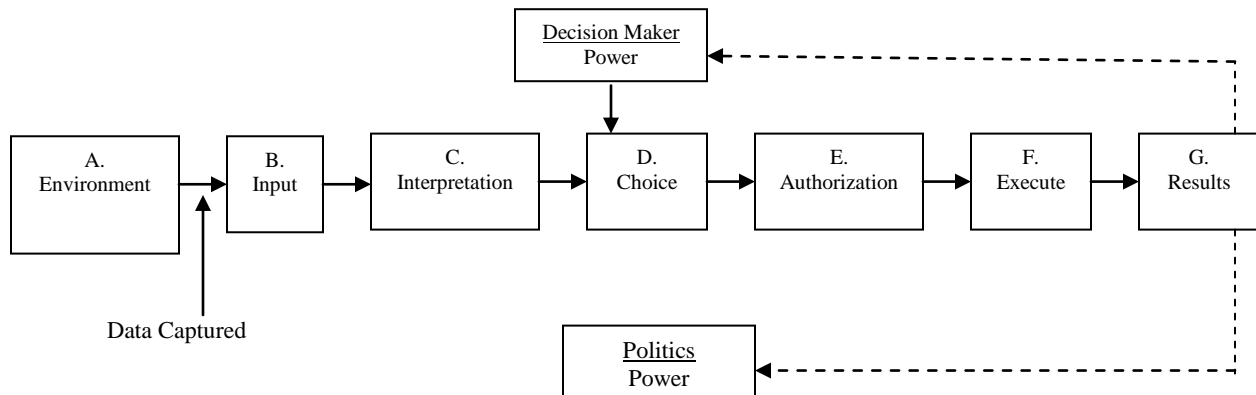 Decision Maker
Power
A.
Environment
B.
Input
C.
Interpretation
D.
Choice
E.
Authorization
F.
Execute
G.
Results
Data Captured
Politics
Power